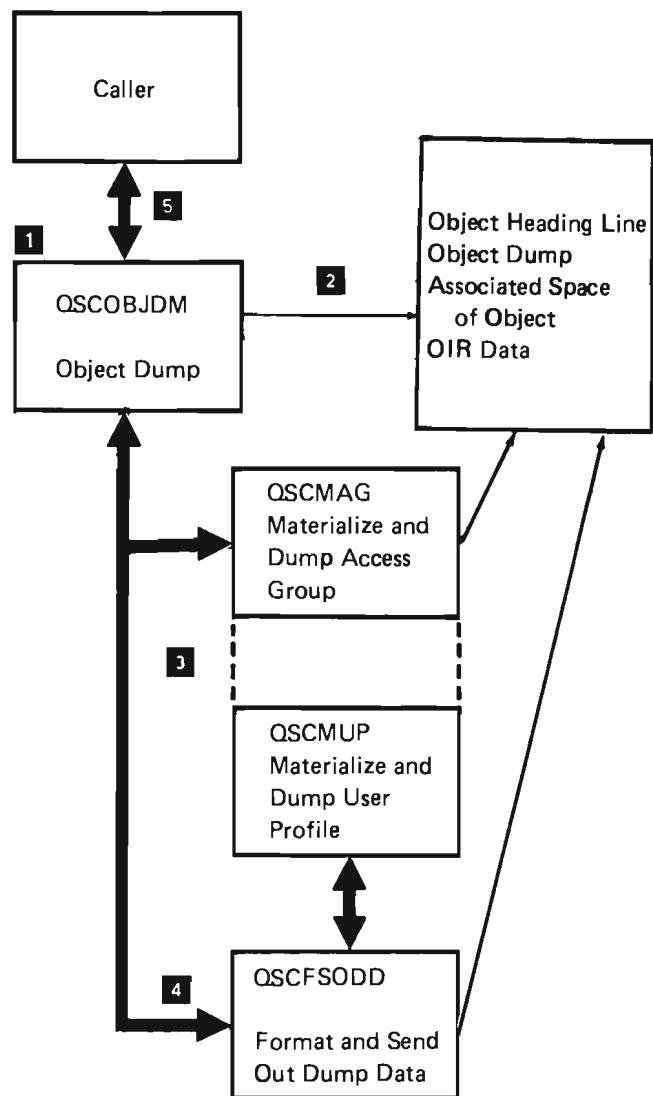 Caller
5
1
QSCOBJDM
Object Dump
2
Object Heading Line
Object Dump
Associated Space
of Object
OIR Data
QSCMAG
Materialize and
Dump Access
Group
3
QSCMUP
Materialize and
Dump User
Profile
4
QSCFSODD
Format and Send
Out Dump Data